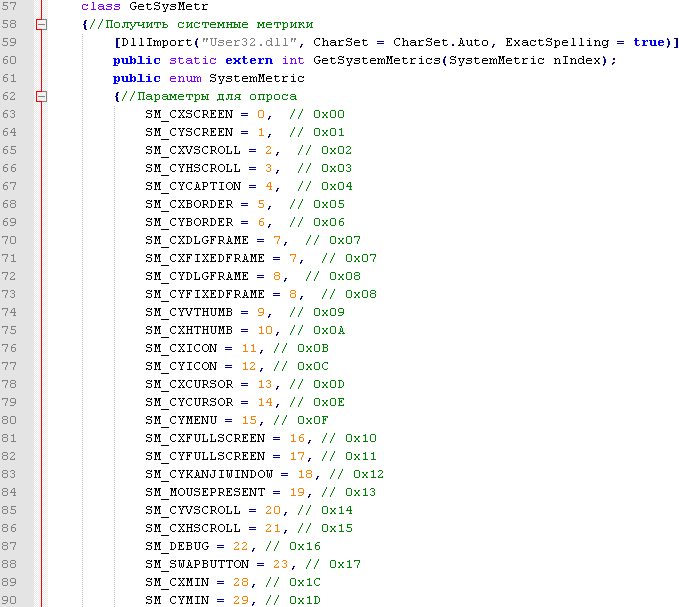 57 class GetSysMetr
58 {//Получить системные метрики
59 [DllImport("User32.dll", CharSet = CharSet.Auto, ExactSpelling = true)]
60 public static extern int GetSystemMetrics(SystemMetric nIndex);
61 public enum SystemMetric
62 {//Параметры для опроса
63 SM_CXSCREEN = 0, // 0x00
64 SM_CYSCREEN = 1, // 0x01
65 SM_CXVSCROLL = 2, // 0x02
66 SM_CYHSCROLL = 3, // 0x03
67 SM_CYCAPTION = 4, // 0x04
68 SM_CXBORDER = 5, // 0x05
69 SM_CYBORDER = 6, // 0x06
70 SM_CXDLGFRAME = 7, // 0x07
71 SM_CXFIXEDFRAME = 7, // 0x07
72 SM_CYDLGFRAME = 8, // 0x08
73 SM_CYFIXEDFRAME = 8, // 0x08
74 SM_CYVTHUMB = 9, // 0x09
75 SM_CXHTHUMB = 10, // 0x0A
76 SM_CXICON = 11, // 0x0B
77 SM_CYICON = 12, // 0x0C
78 SM_CXCURSOR = 13, // 0x0D
79 SM_CYCURSOR = 14, // 0x0E
80 SM_CYMENU = 15, // 0x0F
81 SM_CXFULLSCREEN = 16, // 0x10
82 SM_CYFULLSCREEN = 17, // 0x11
83 SM_CYKANJIWINDOW = 18, // 0x12
84 SM_MOUSEPRESENT = 19, // 0x13
85 SM_CYVSCROLL = 20, // 0x14
86 SM_CXHSCROLL = 21, // 0x15
87 SM_DEBUG = 22, // 0x16
88 SM_SWAPBUTTON = 23, // 0x17
89 SM_CXMIN = 28, // 0x1C
90 SM_CYMIN = 29, // 0x1D